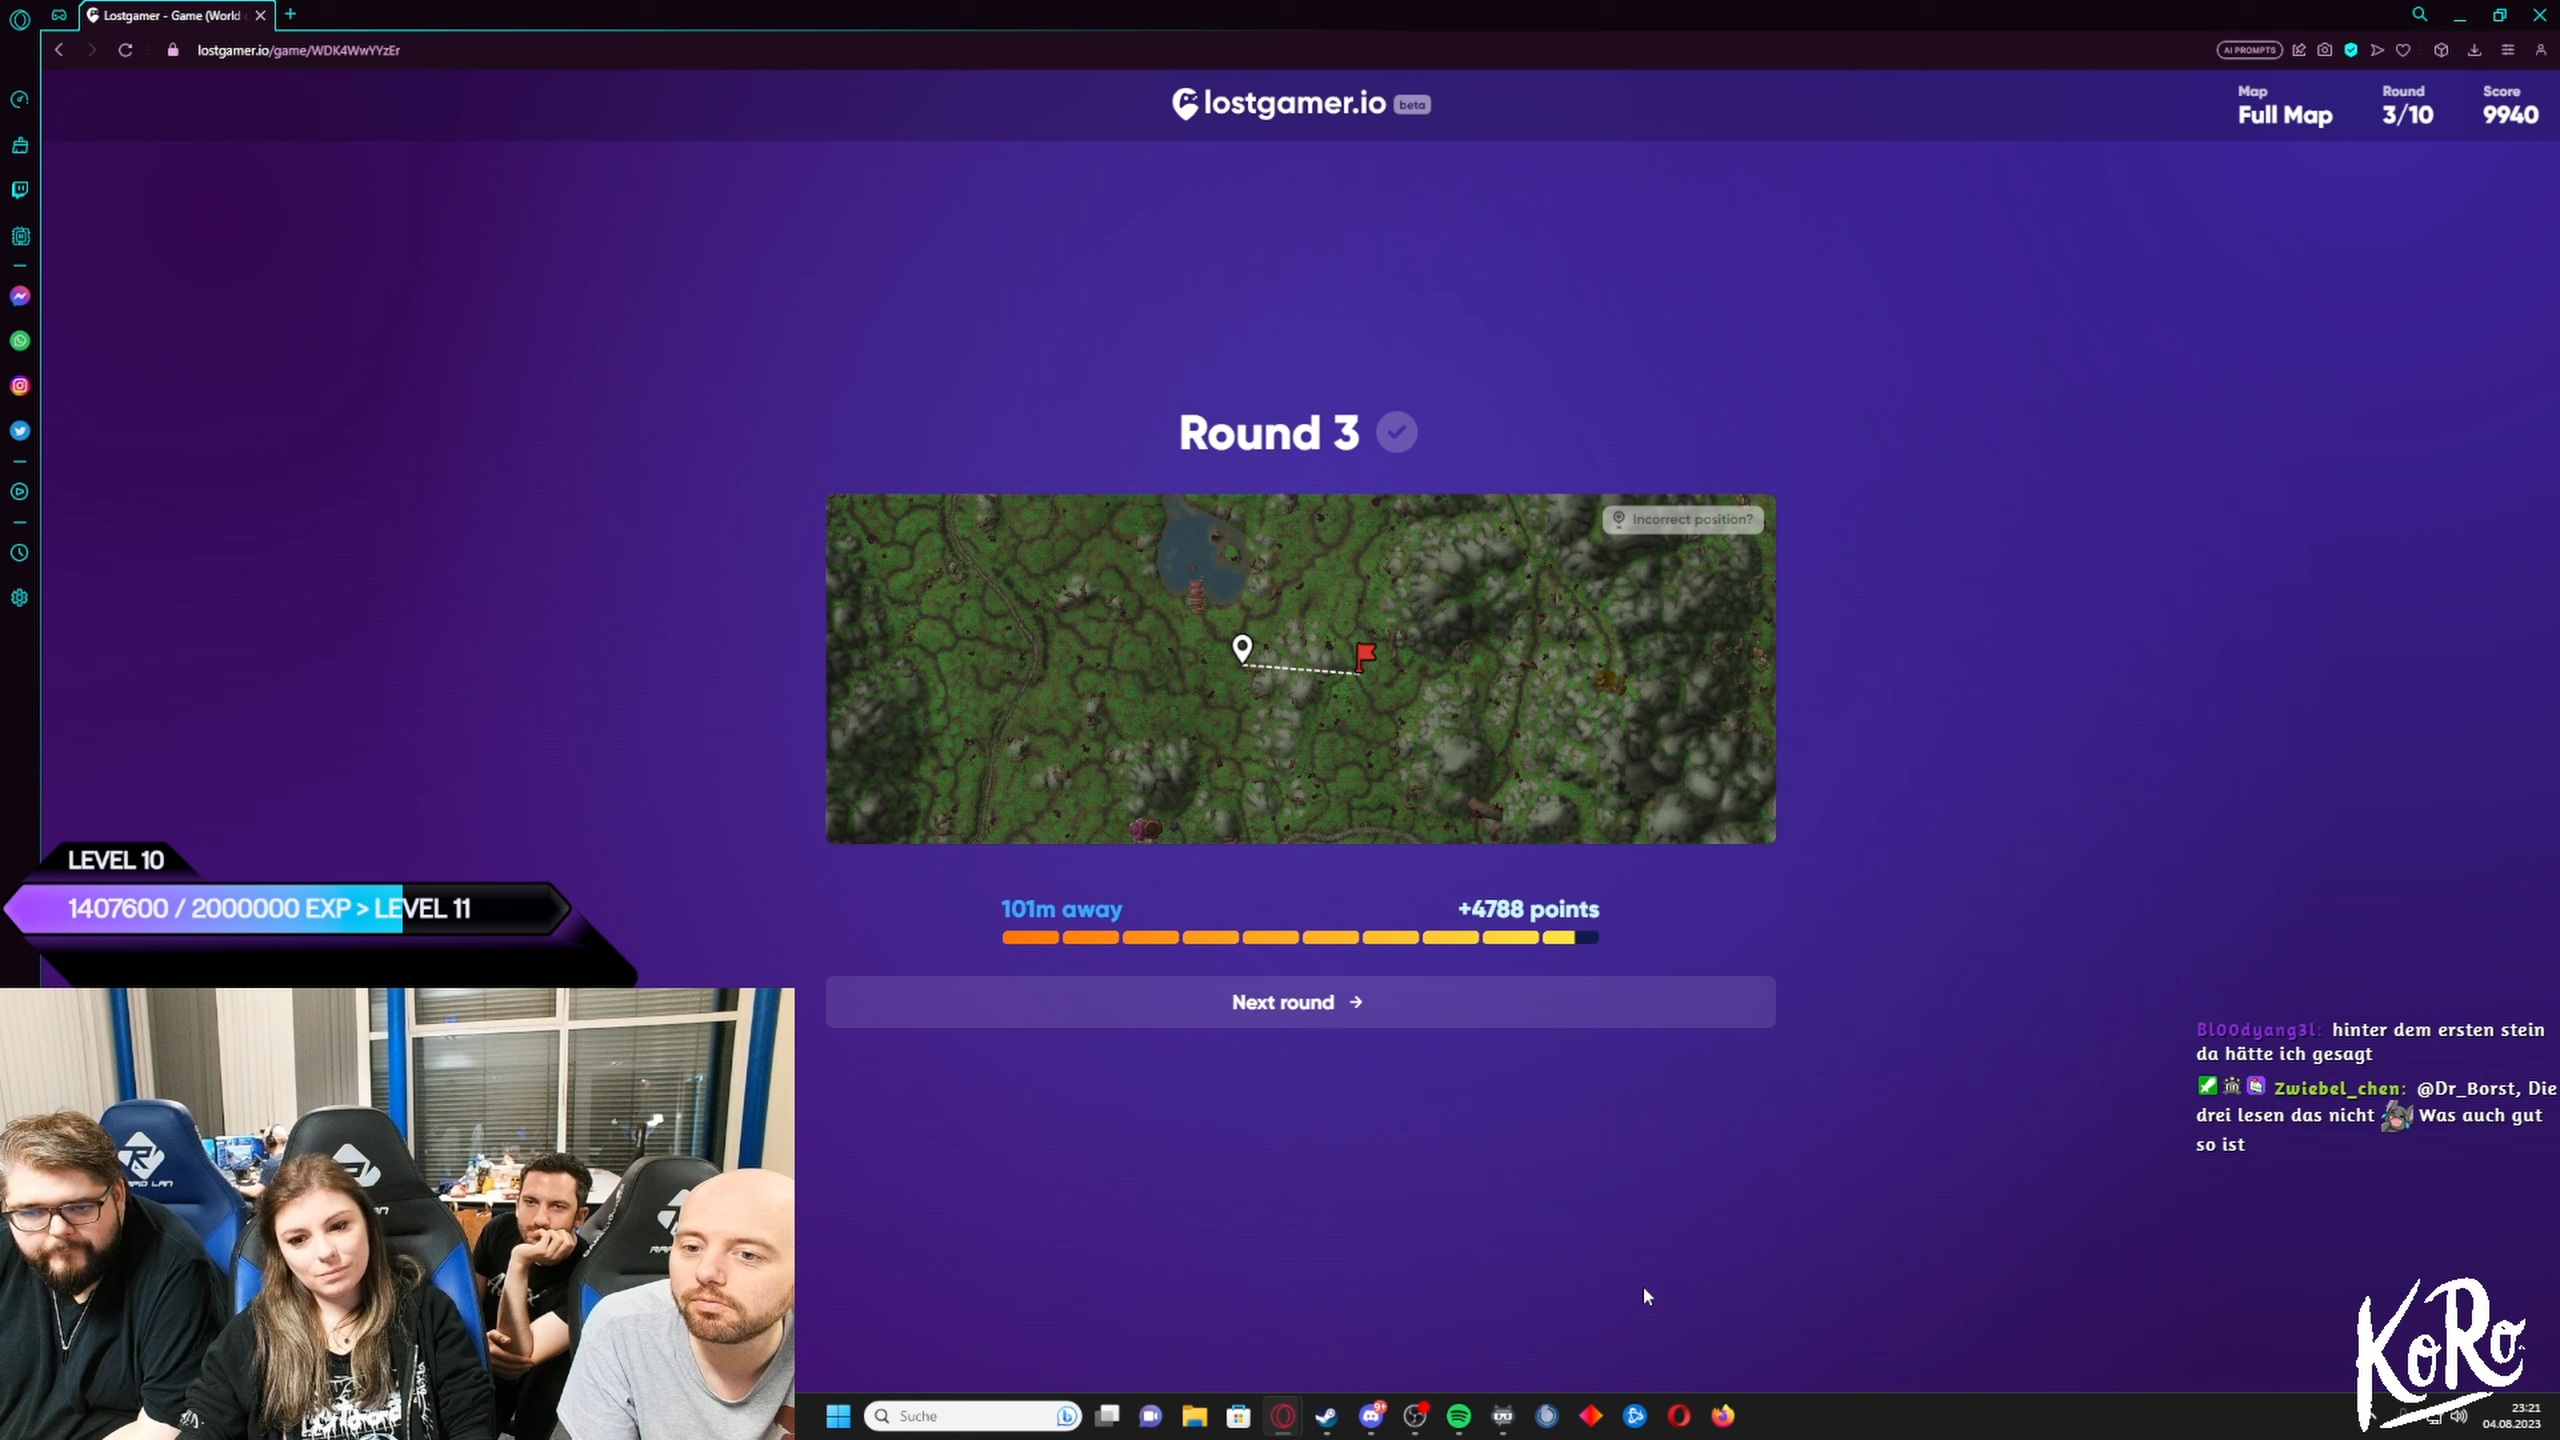 Lostgamer - Game (World
lostgamer.io/game/WDK4WwYYzEr
AI PROMPTS
lostgamer.io beta
Map
Full Map
Round
3/10
Score
9940
Round 3
Incorrect position?
101m away
+4788 points
Next round
LEVEL 10
1407600 / 2000000 EXP > LEVEL 11
Bl00dyang3l: hinter dem ersten stein
da hätte ich gesagt
Zwiebel_chen: @Dr_Borst, Die
drei lesen das nicht Was auch gut
so ist
KoRo
Suche
9+
23:21
04.08.2023